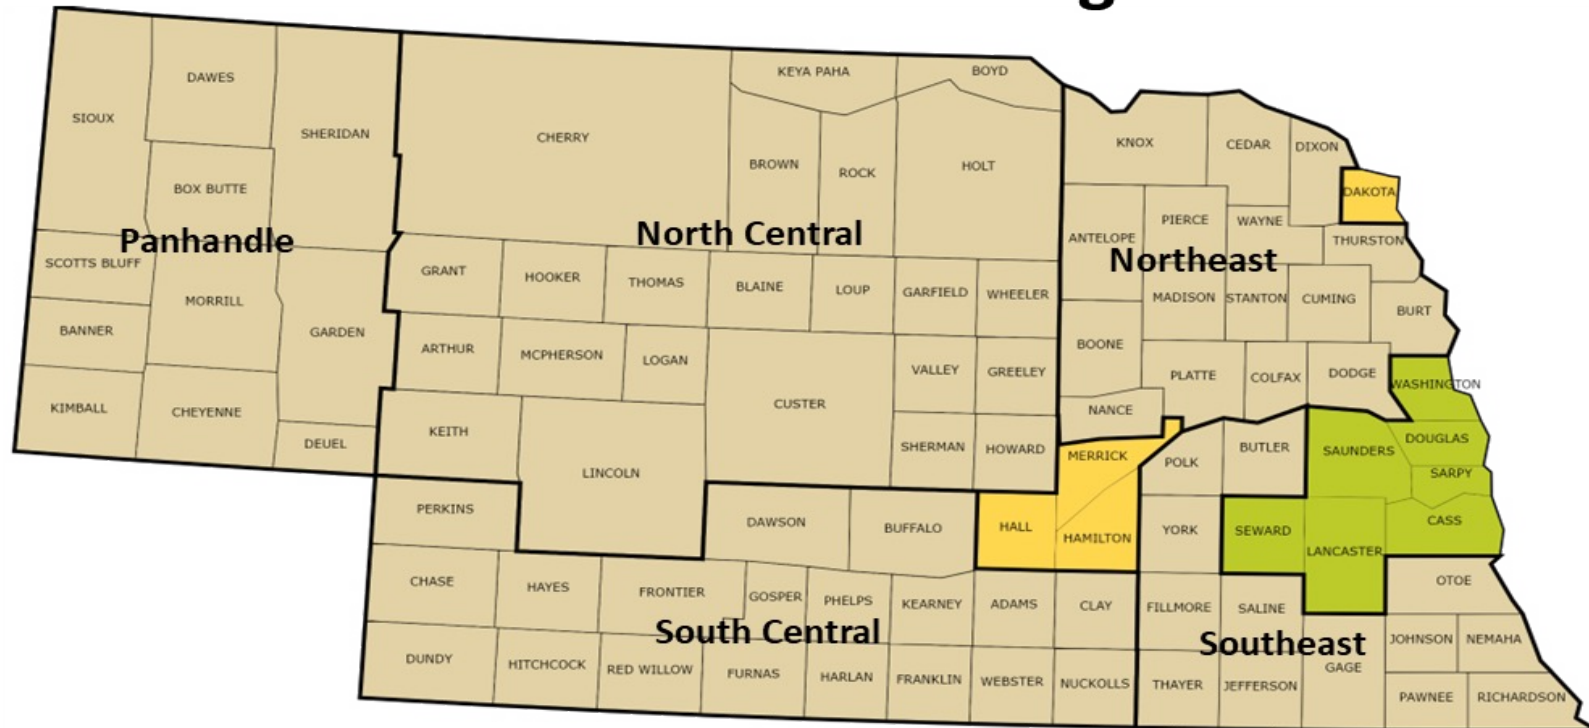 g
KEYA PAHA
BOYD
DAWES
SIOUX
SHERIDAN
CHERRY
KNOX
CEDAR
DIXON
BROWN
ROCK
HOLT
BOX BUTTE
DAKOTA
PIERCE
WAYNE
Panhandle
North Central
ANTELOPE
THURSTON
Northeast
SCOTTS BLUFF
GRANT
HOOKER
THOMAS
BLAINE
LOUP
GARFIELD
WHEELER
MADISON
STANTON
CUMING
MORRILL
BURT
BANNER
GARDEN
ARTHUR
MCPHERSON
LOGAN
VALLEY
GREELEY
BOONE
PLATTE
COLFAX
DODGE
WASHINGTON
KIMBALL
CHEYENNE
CUSTER
NANCE
DEUEL
KEITH
LINCOLN
SHERMAN
HOWARD
MERRICK
POLK
BUTLER
SAUNDERS
DOUGLAS
SARPY
PERKINS
DAWSON
BUFFALO
HALL
HAMILTON
YORK
SEWARD
LANCASTER
CASS
CHASE
HAYES
FRONTIER
GOSPER
PHELPS
KEARNEY
ADAMS
CLAY
FILLMORE
SALINE
OTOE
South Central
Southeast
DUNDY
HITCHCOCK
RED WILLOW
FURNAS
HARLAN
FRANKLIN
WEBSTER
NUCKOLLS
THAYER
JEFFERSON
GAGE
JOHNSON
NEMAHA
PAWNEE
RICHARDSON